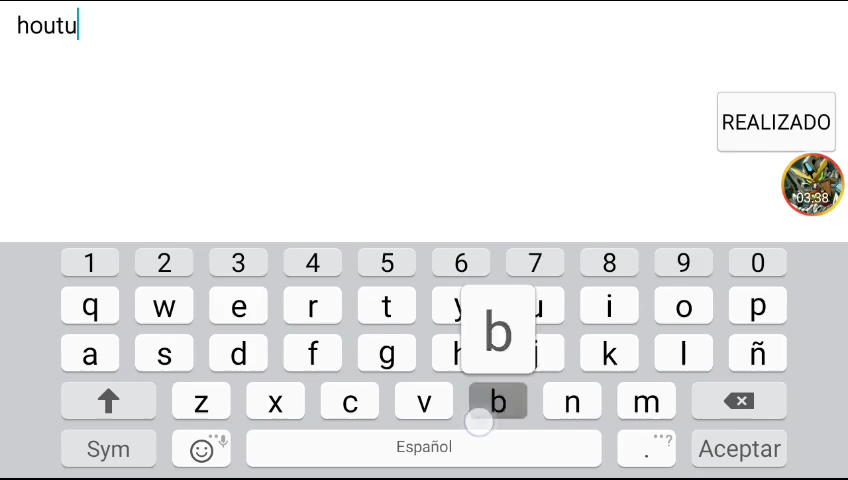 houtu
REALIZADO
03:38
1 2 3 4 5 6 7 8 9 0
q w e r t y u i o p
b
a s d f g h j k l ñ
z x c v b n m
Sym Español . ? Aceptar